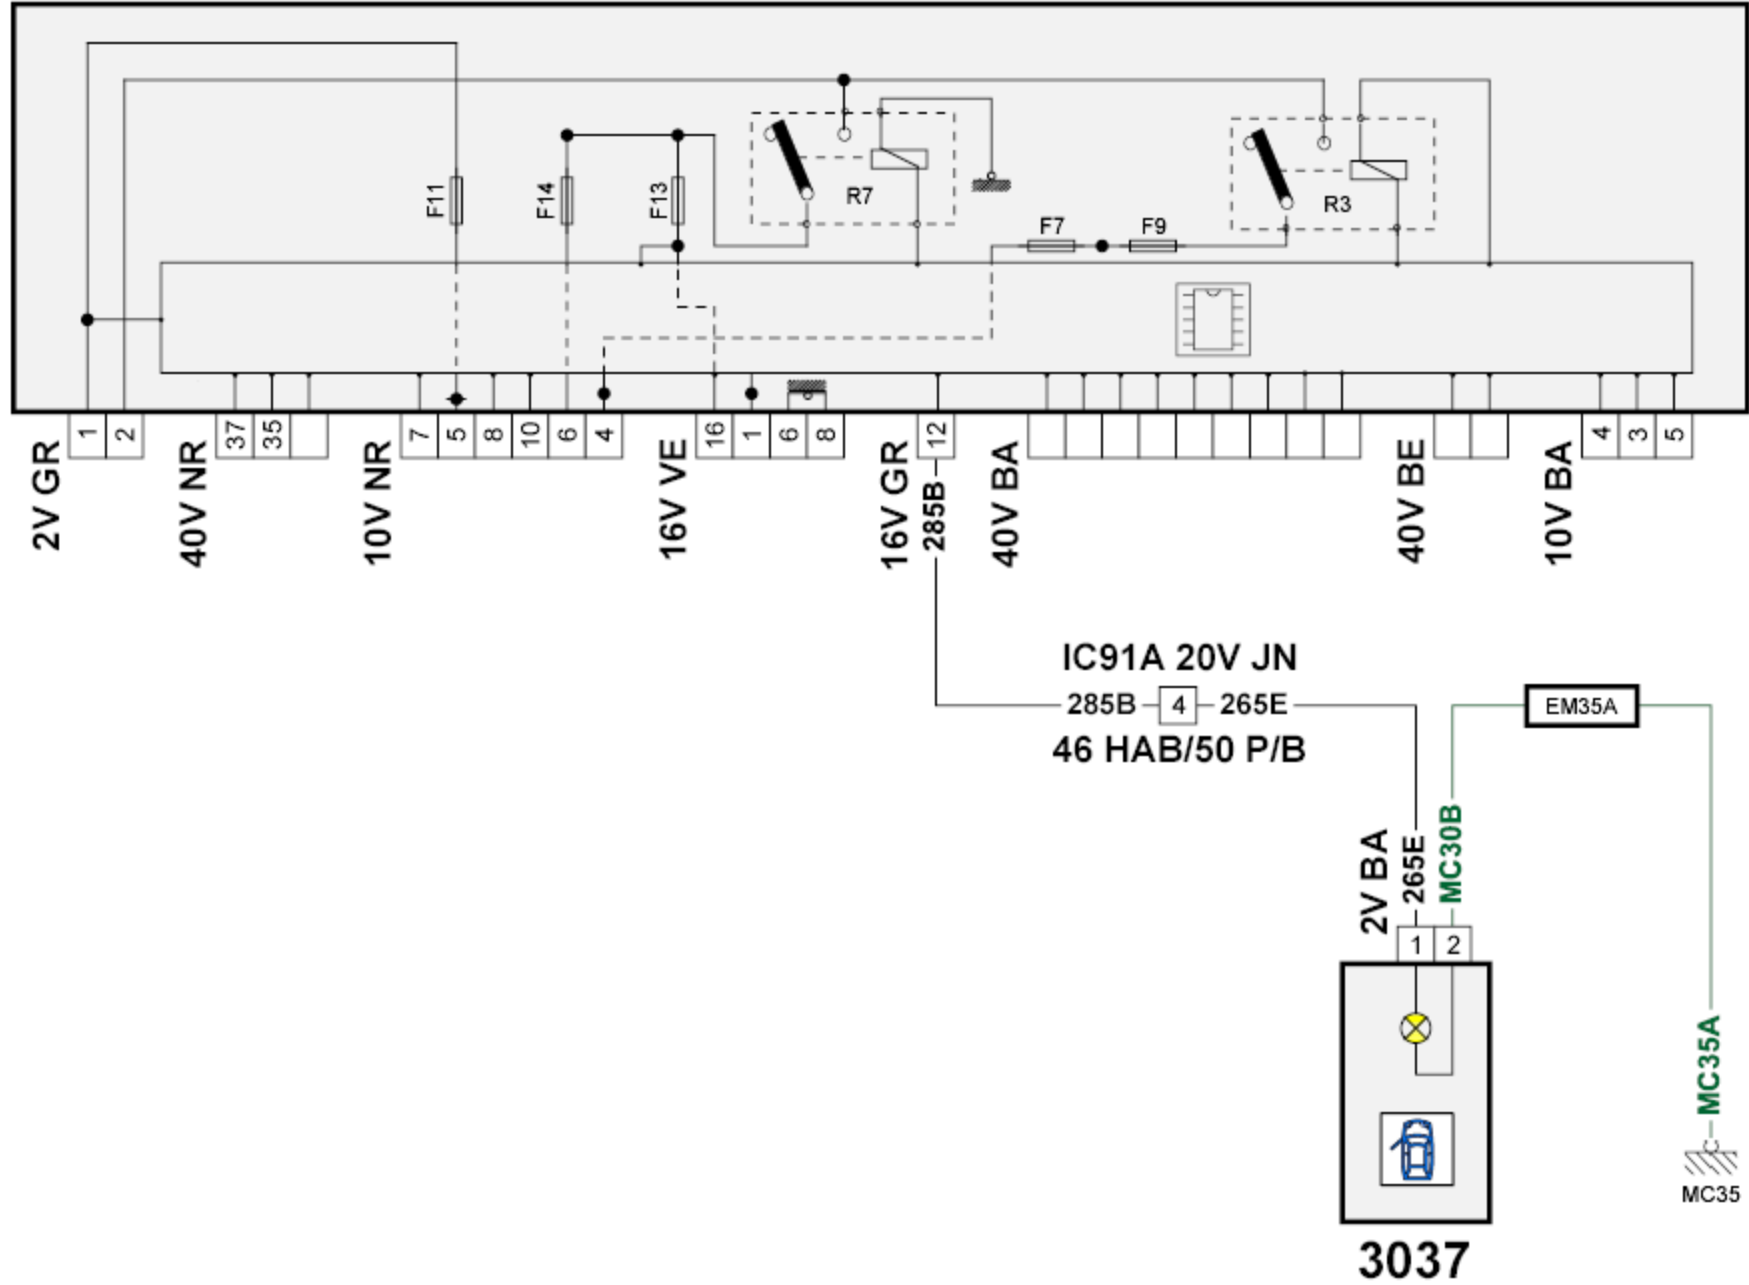 F11
F14
F13
R7
F7
F9
R3
2V GR
1
2
40V NR
37
35
10V NR
7
5
8
10
6
4
16V VE
16
1
6
8
16V GR
12
285B
40V BA
40V BE
10V BA
4
3
5
IC91A 20V JN
285B 4 265E
46 HAB/50 P/B
EM35A
2V BA
265E
MC30B
1 2
MC35A
MC35
3037